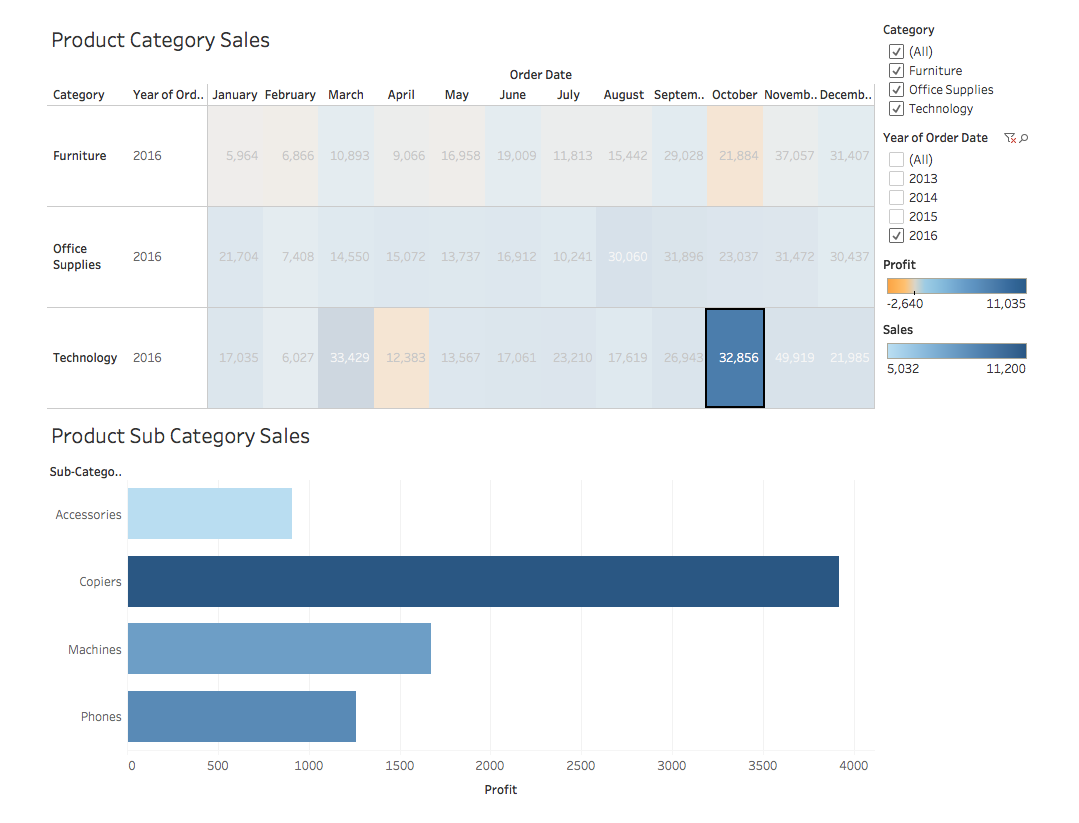 Product Category Sales
Order Date
Category Year of Ord.. January February March April May June July August Septem.. October Novemb.. Decemb..
Furniture 2016 5,964 6,866 10,893 9,066 16,958 19,009 11,813 15,442 29,028 21,884 37,057 31,407
Office
Supplies 2016 21,704 7,408 14,550 15,072 13,737 16,912 10,241 30,060 31,896 23,037 31,472 30,437
Technology 2016 17,035 6,027 33,429 12,383 13,567 17,061 23,210 17,619 26,943 32,856 49,919 21,985
Category
(All)
Furniture
Office Supplies
Technology
Year of Order Date
(All)
2013
2014
2015
2016
Profit
-2,640 11,035
Sales
5,032 11,200
Product Sub Category Sales
Sub-Catego..
Accessories
Copiers
Machines
Phones
0 500 1000 1500 2000 2500 3000 3500 4000
Profit